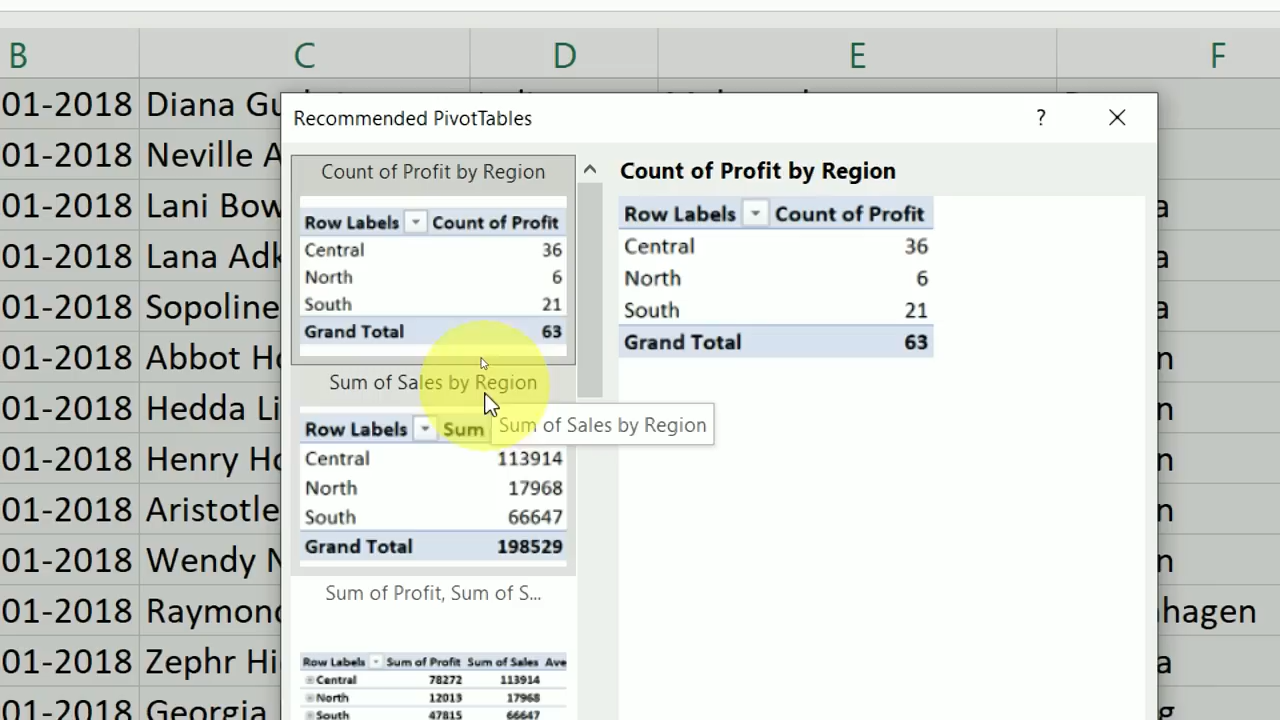 B C D E F
01-2018 Diana Gu
01-2018 Neville A
01-2018 Lani Bow a
01-2018 Lana Adk a
01-2018 Sopoline a
01-2018 Abbot Ho n
01-2018 Hedda Li n
01-2018 Henry Ho n
01-2018 Aristotle n
01-2018 Wendy N n
01-2018 Raymond nhagen
01-2018 Zephr Hi a
01-2018 Georgia g
Recommended PivotTables ? ×
Count of Profit by Region
Row Labels Count of Profit
Central 36
North 6
South 21
Grand Total 63
Sum of Sales by Region
Row Labels Sum
Central 113914
North 17968
South 66647
Grand Total 198529
Sum of Profit, Sum of S...
Row Labels Sum of Profit Sum of Sales Ave
Central 78272 113914
North 12013 17968
South 47815 66647
Sum of Sales by Region
Count of Profit by Region
Row Labels Count of Profit
Central 36
North 6
South 21
Grand Total 63